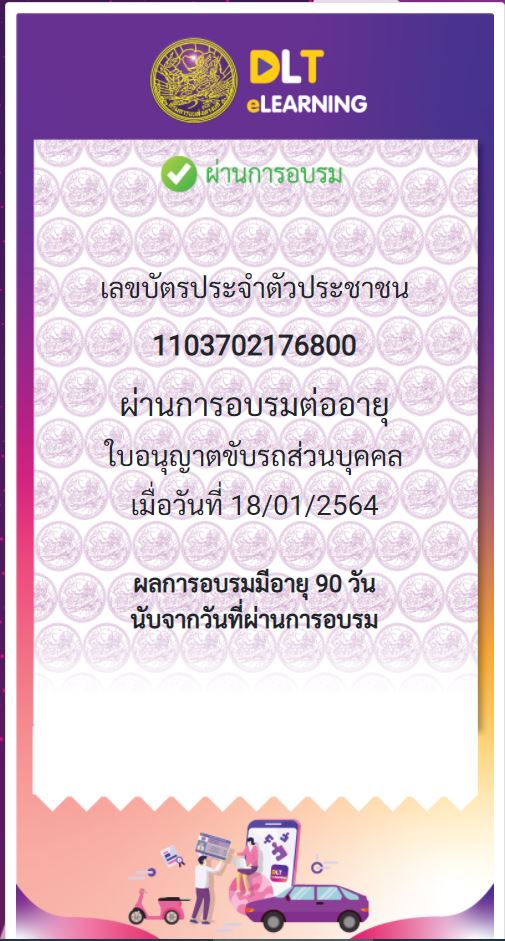 DLT
eLEARNING
ผ่านการอบรม
เลขบัตรประจำตัวประชาชน
1103702176800
ผ่านการอบรมต่ออายุ
ใบอนุญาตขับรถส่วนบุคคล
เมื่อวันที่ 18/01/2564
ผลการอบรมมีอายุ 90 วัน
นับจากวันที่ผ่านการอบรม